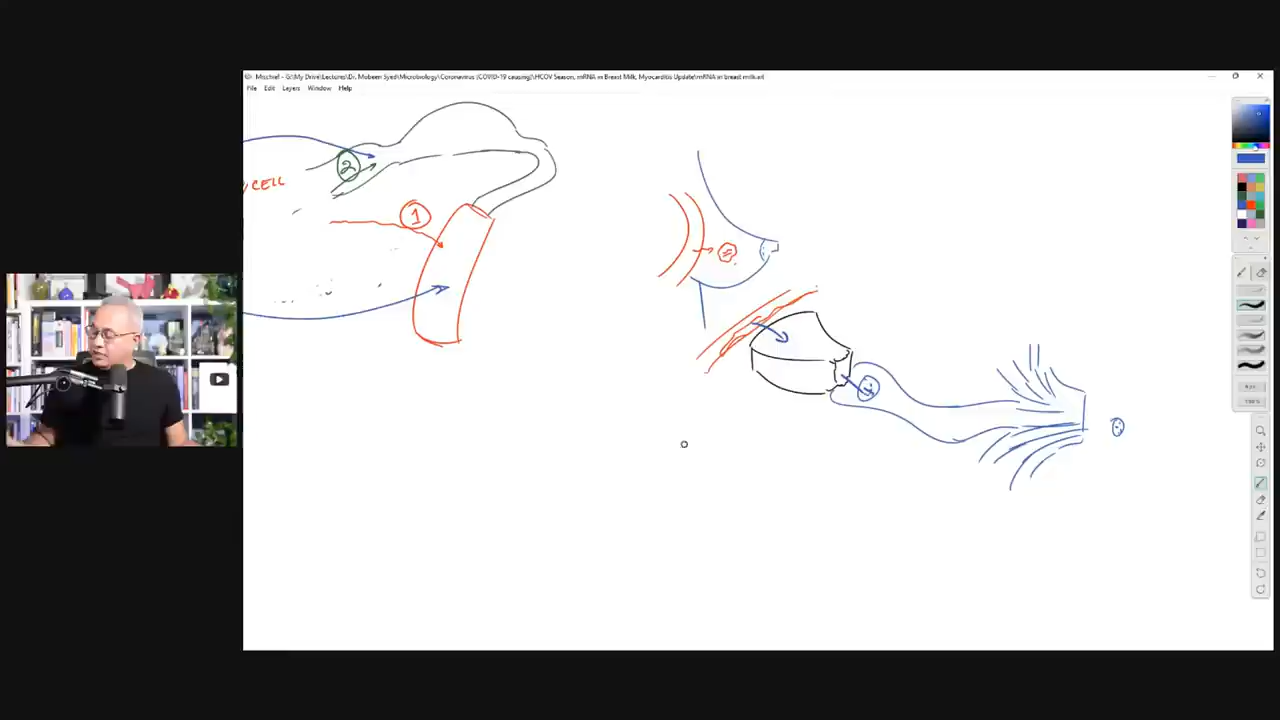 Mischief - G:\My Drive\Lectures\Dr. Mobeen Syed\Microbiology\Coronavirus (COVID-19 causing)\HCOV Season, mRNA in Breast Milk, Myocarditis Update\mRNA in breast milk.art
File Edit Layers Window Help
2
CELL
1